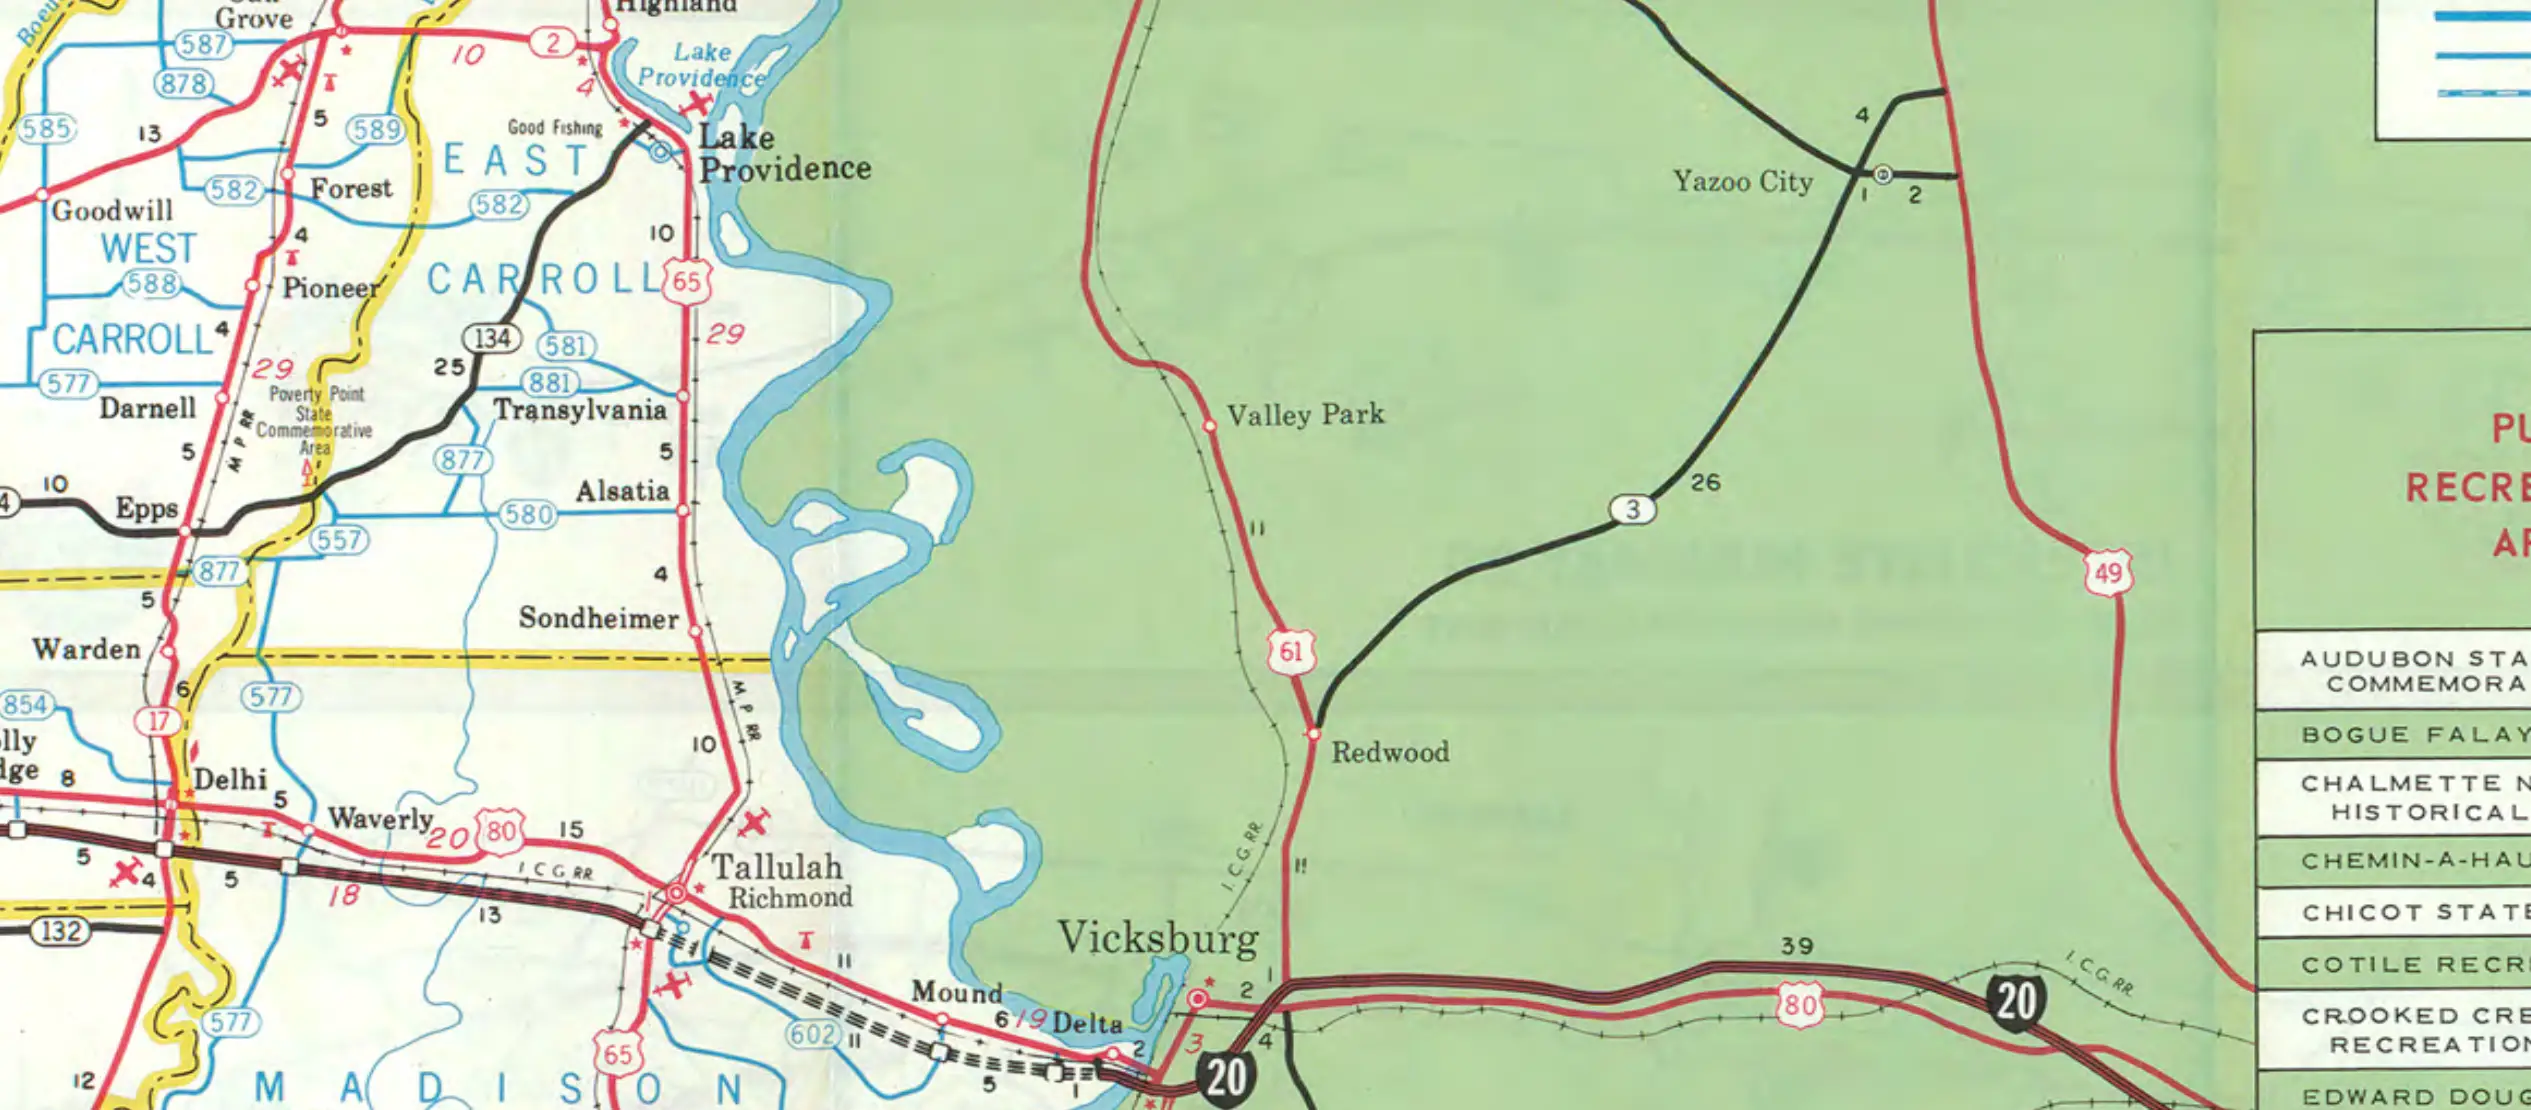 Grove
587
878
585
13
5
589
10
2
Highland
4
Lake
Providence
Good Fishing
Lake
Providence
EAST
582
582
Forest
Goodwill
WEST
588
4
Pioneer
CARROLL
65
10
29
CARROLL
4
29
577
Darnell
5
M P RR
Poverty Point
State
Commemorative
Area
134
25
581
881
Transylvania
877
5
Alsatia
10
Epps
557
580
877
4
5
Warden
Sondheimer
6
577
854
17
M P RR
10
Delhi
8
5
Waverly
20
80
15
I C G RR
Tallulah
Richmond
5
4
5
18
13
1
132
577
12
65
MADISON
602
11
11
Mound
6
19
Delta
2
5
1
Vicksburg
2
1
3
4
20
39
80
20
I.C.G.RR.
I.C.G.RR.
11
Redwood
61
11
Valley Park
3
26
Yazoo City
4
1
2
49
AUDUBON STA
COMMEMORA
BOGUE FALAY
CHALMETTE N
HISTORICAL
CHEMIN-A-HAU
CHICOT STATE
COTILE RECR
CROOKED CRE
RECREATION
EDWARD DOUG